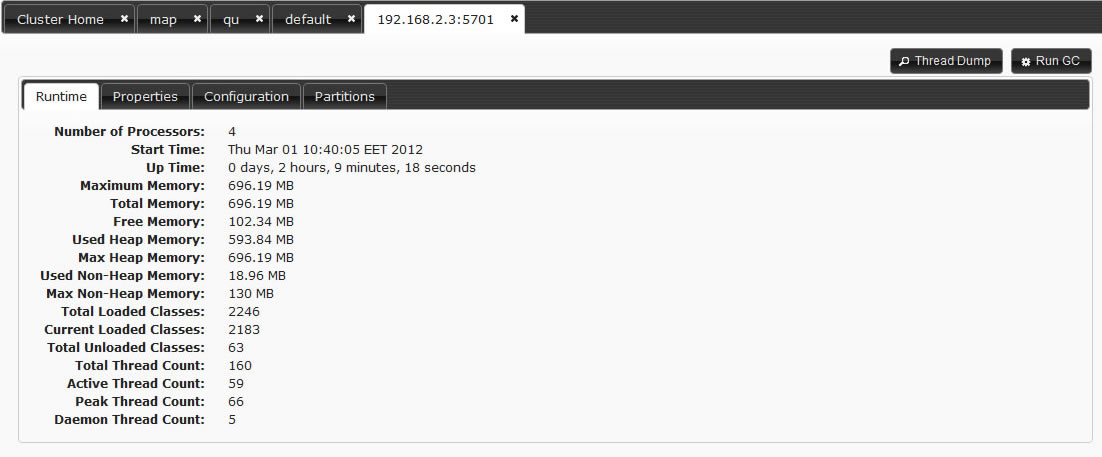 Cluster Home map qu default 192.168.2.3:5701
Thread Dump Run GC
Runtime Properties Configuration Partitions
Number of Processors: 4
Start Time: Thu Mar 01 10:40:05 EET 2012
Up Time: 0 days, 2 hours, 9 minutes, 18 seconds
Maximum Memory: 696.19 MB
Total Memory: 696.19 MB
Free Memory: 102.34 MB
Used Heap Memory: 593.84 MB
Max Heap Memory: 696.19 MB
Used Non-Heap Memory: 18.96 MB
Max Non-Heap Memory: 130 MB
Total Loaded Classes: 2246
Current Loaded Classes: 2183
Total Unloaded Classes: 63
Total Thread Count: 160
Active Thread Count: 59
Peak Thread Count: 66
Daemon Thread Count: 5